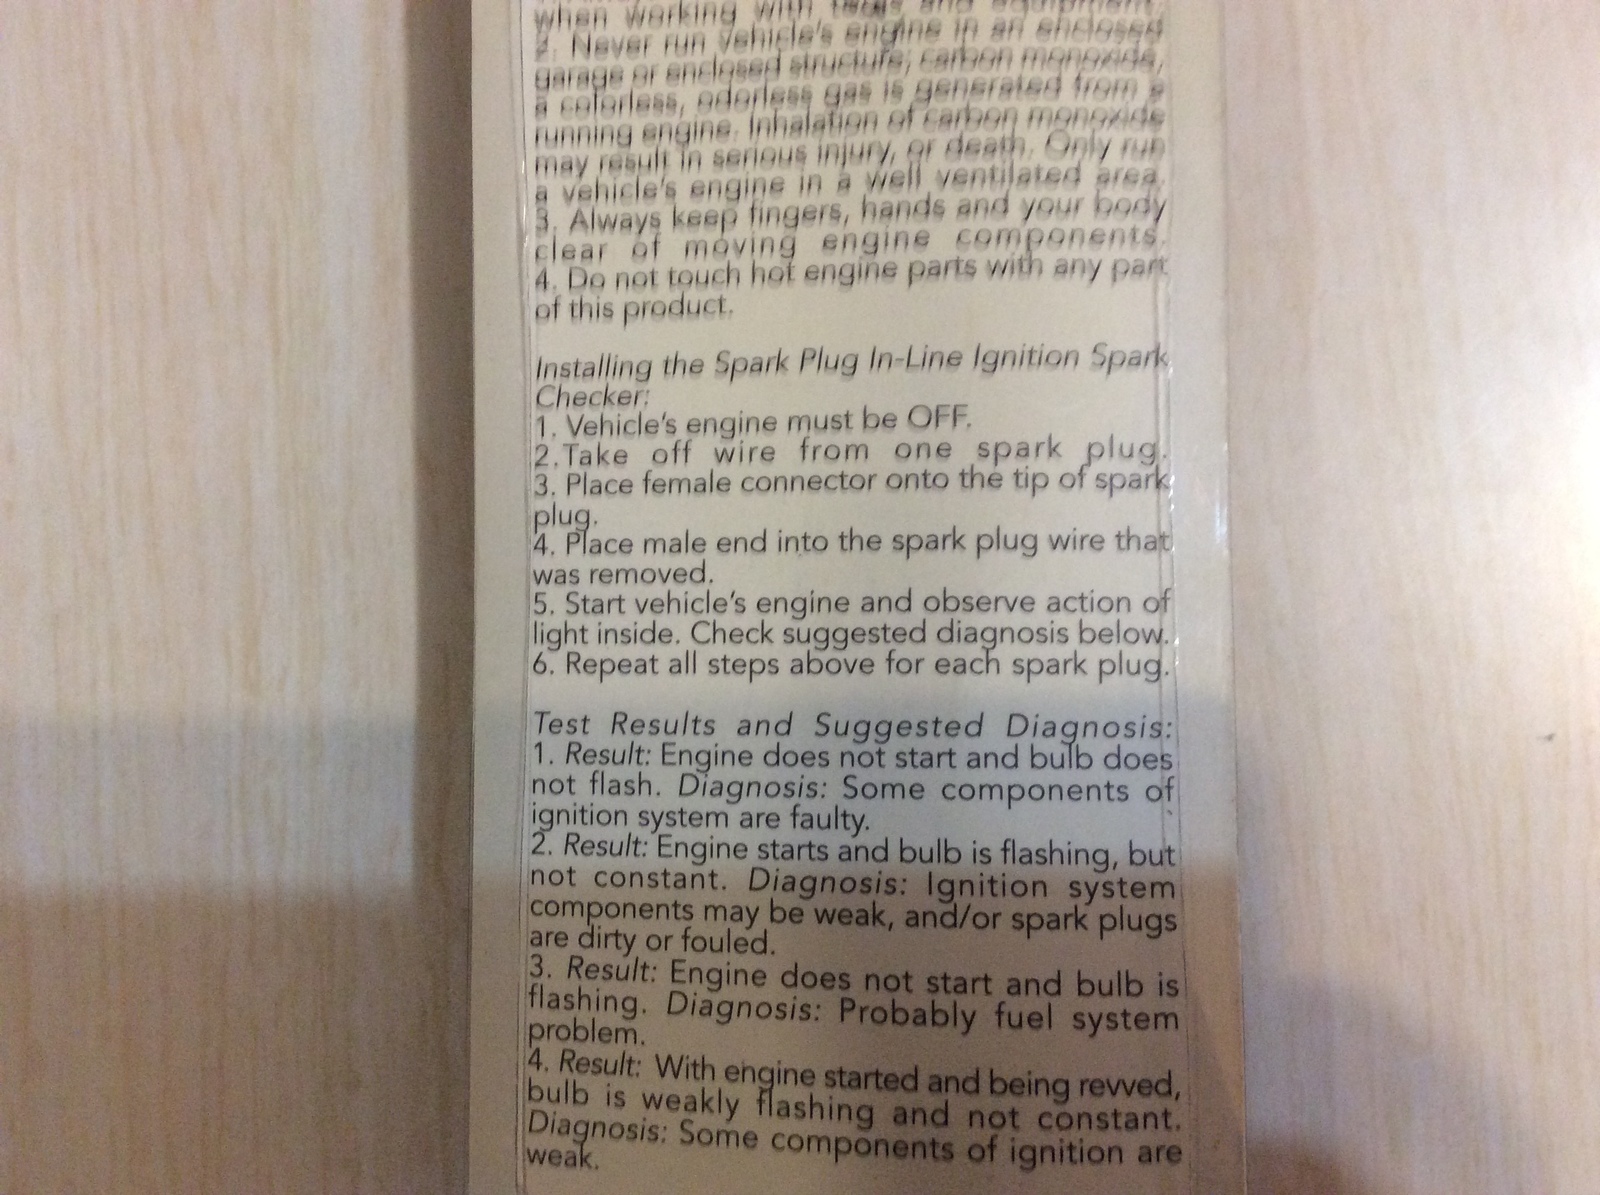 when working with tools and equipment.
2. Never run vehicle's engine in an enclosed
garage or enclosed structure, carbon monoxide,
a colorless, odorless gas is generated from a
running engine. Inhalation of carbon monoxide
may result in serious injury, or death. Only run
a vehicle's engine in a well ventilated area.
3. Always keep fingers, hands and your body
clear of moving engine components.
4. Do not touch hot engine parts with any part
of this product.
Installing the Spark Plug In-Line Ignition Spark
Checker:
1. Vehicle's engine must be OFF.
2.Take off wire from one spark plug.
3. Place female connector onto the tip of spark
plug.
4. Place male end into the spark plug wire that
was removed.
5. Start vehicle's engine and observe action of
light inside. Check suggested diagnosis below.
6. Repeat all steps above for each spark plug.
Test Results and Suggested Diagnosis:
1. Result: Engine does not start and bulb does
not flash. Diagnosis: Some components of
ignition system are faulty.
2. Result: Engine starts and bulb is flashing, but
not constant. Diagnosis: Ignition system
components may be weak, and/or spark plugs
are dirty or fouled.
3. Result: Engine does not start and bulb is
flashing. Diagnosis: Probably fuel system
problem.
4. Result: With engine started and being revved,
bulb is weakly flashing and not constant.
Diagnosis: Some components of ignition are
weak.